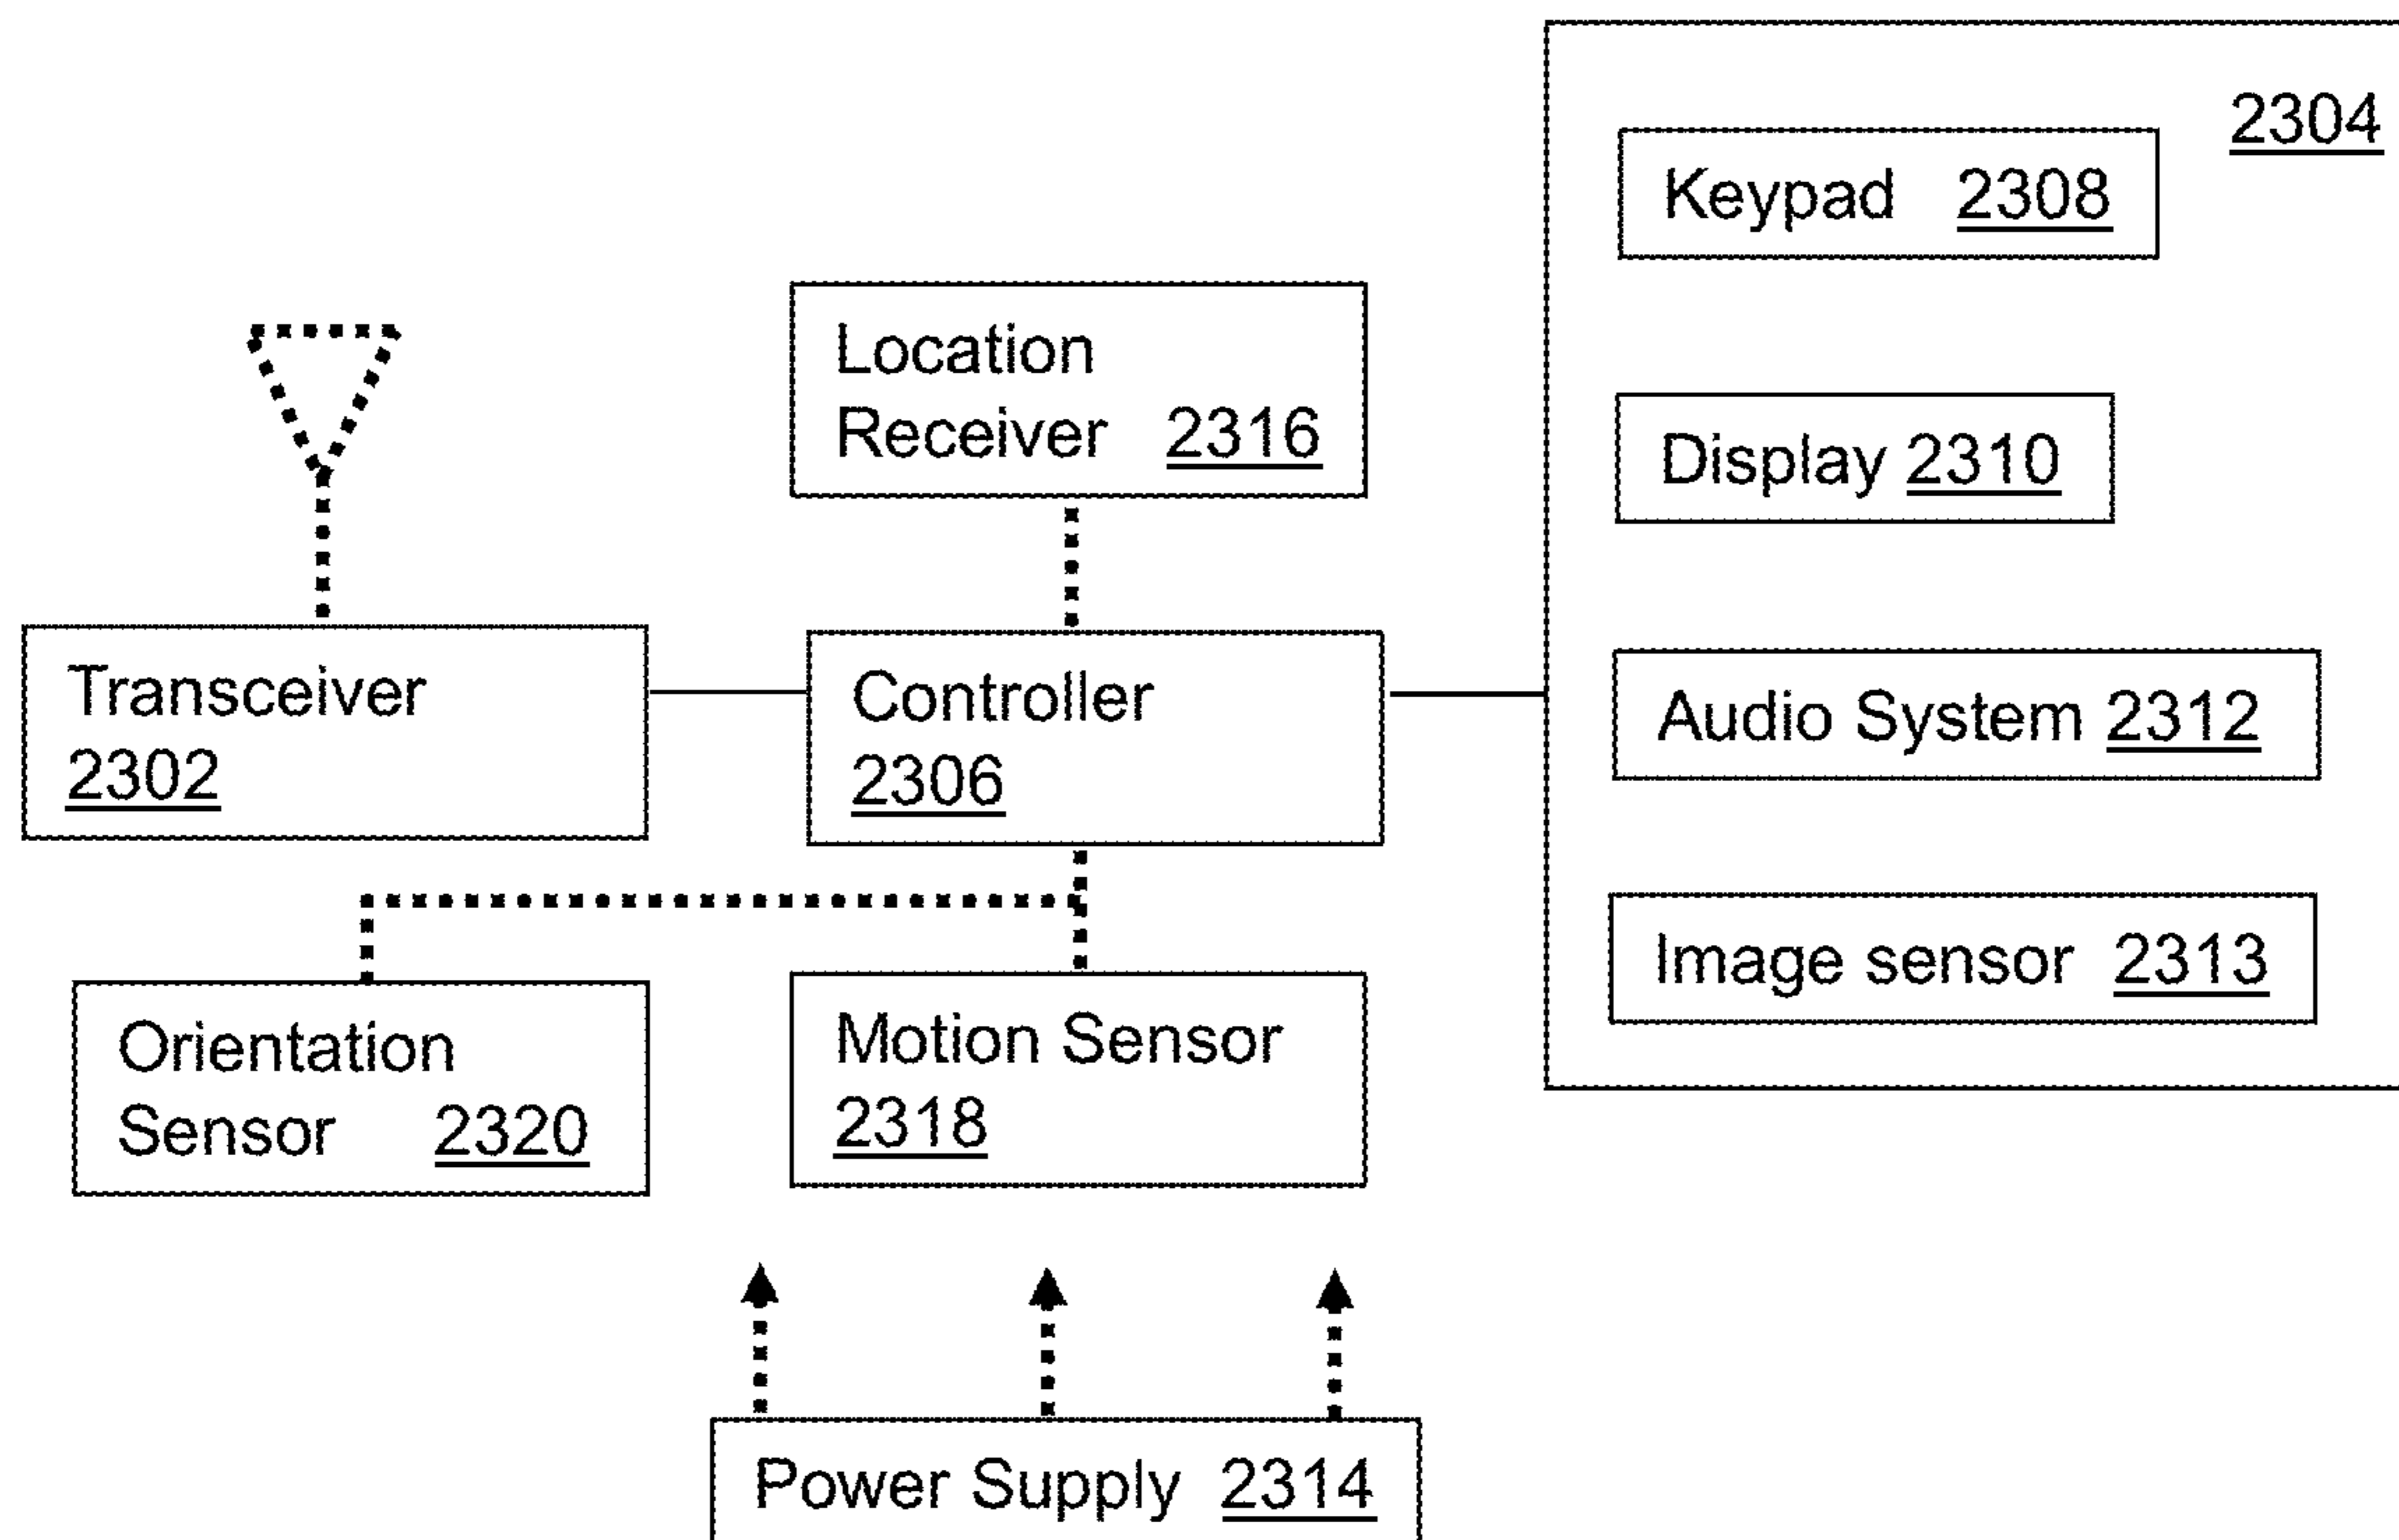 2304
Keypad 2308
Location
Receiver 2316
Display 2310
Transceiver
2302
Controller
2306
Audio System 2312
Image sensor 2313
Orientation
Sensor 2320
Motion Sensor
2318
Power Supply 2314